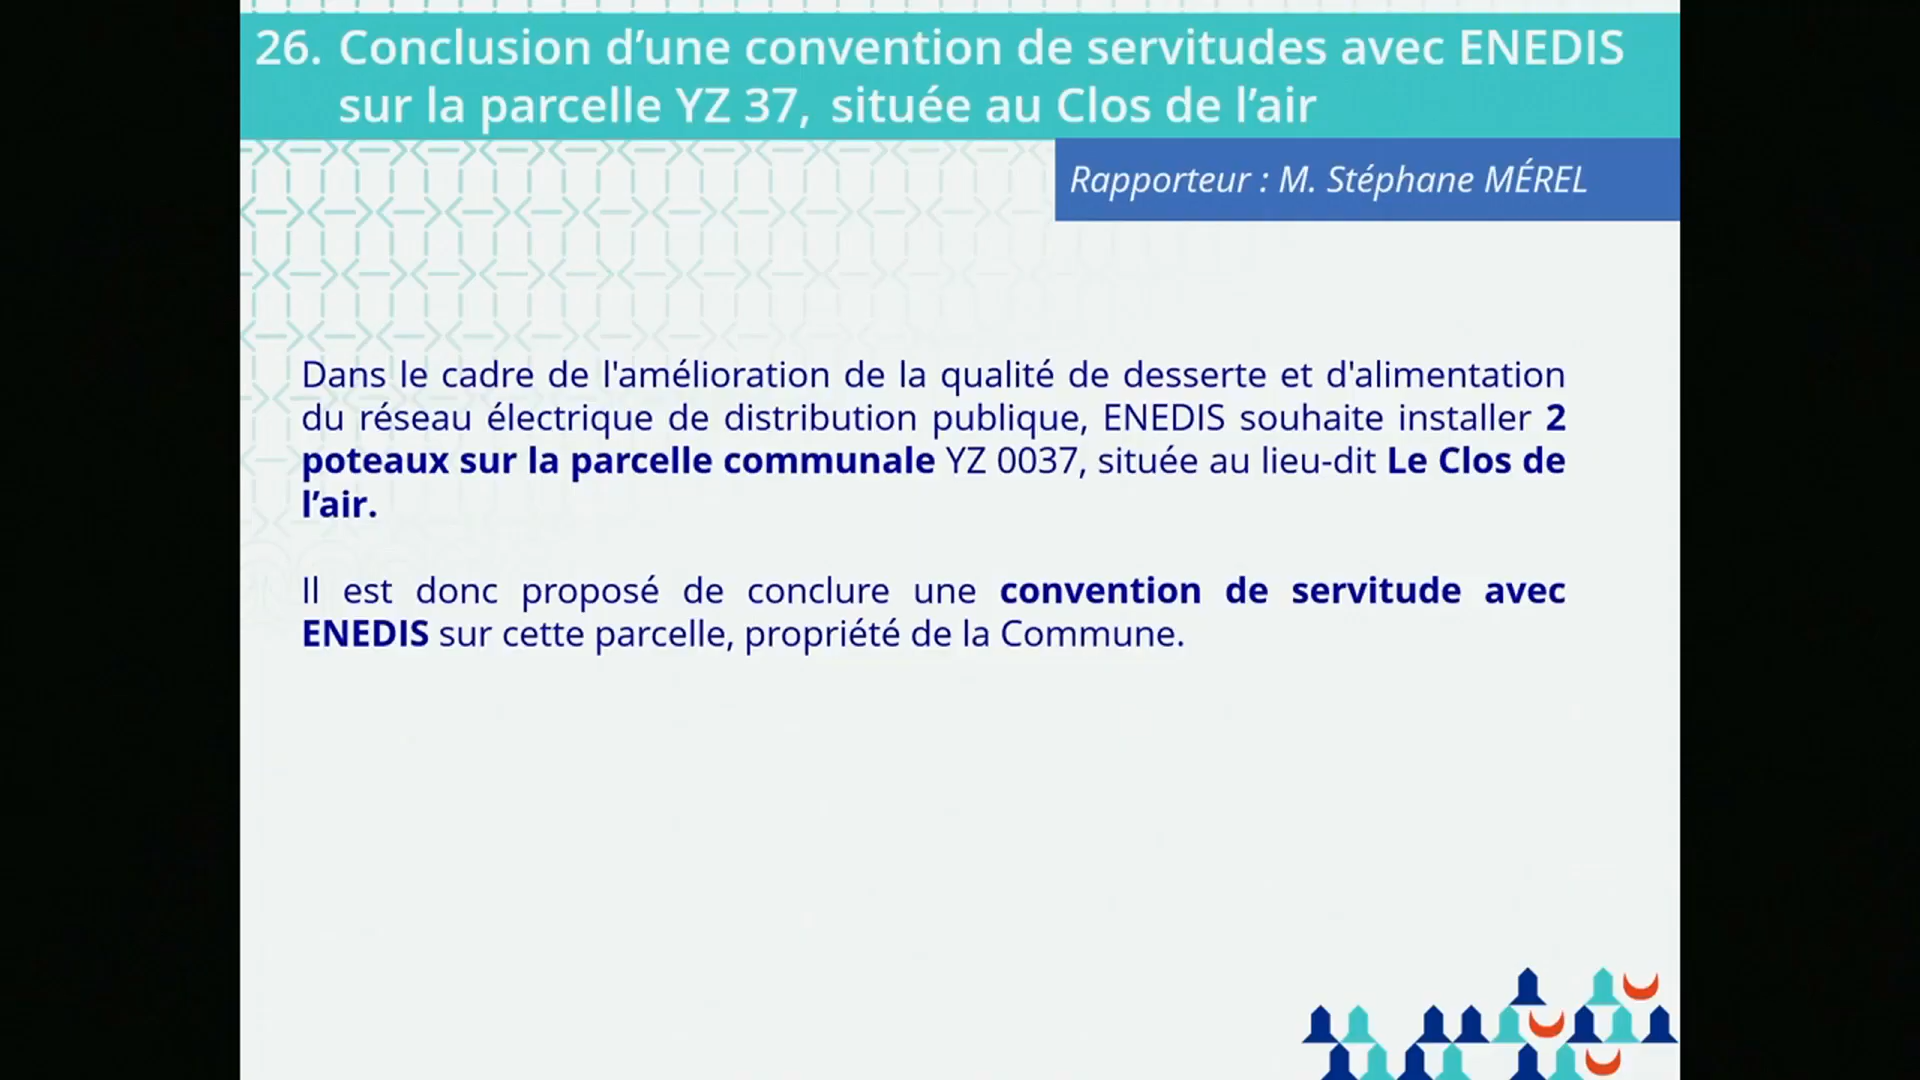 26. Conclusion d’une convention de servitudes avec ENEDIS
sur la parcelle YZ 37, située au Clos de l’air
Rapporteur : M. Stéphane MÉREL
Dans le cadre de l'amélioration de la qualité de desserte et d'alimentation
du réseau électrique de distribution publique, ENEDIS souhaite installer 2
poteaux sur la parcelle communale YZ 0037, située au lieu-dit Le Clos de
l’air.
Il est donc proposé de conclure une convention de servitude avec
ENEDIS sur cette parcelle, propriété de la Commune.